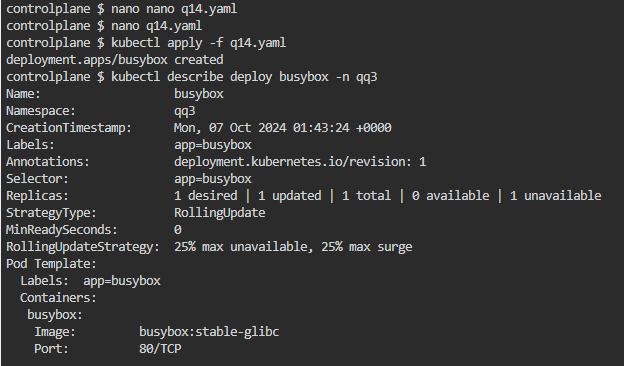 controlplane $ nano nano q14.yaml
controlplane $ nano q14.yaml
controlplane $ kubectl apply -f q14.yaml
deployment.apps/busybox created
controlplane $ kubectl describe deploy busybox -n qq3
Name:                   busybox
Namespace:              qq3
CreationTimestamp:      Mon, 07 Oct 2024 01:43:24 +0000
Labels:                 app=busybox
Annotations:            deployment.kubernetes.io/revision: 1
Selector:               app=busybox
Replicas:               1 desired | 1 updated | 1 total | 0 available | 1 unavailable
StrategyType:           RollingUpdate
MinReadySeconds:        0
RollingUpdateStrategy:  25% max unavailable, 25% max surge
Pod Template:
  Labels:  app=busybox
  Containers:
   busybox:
    Image:         busybox:stable-glibc
    Port:          80/TCP